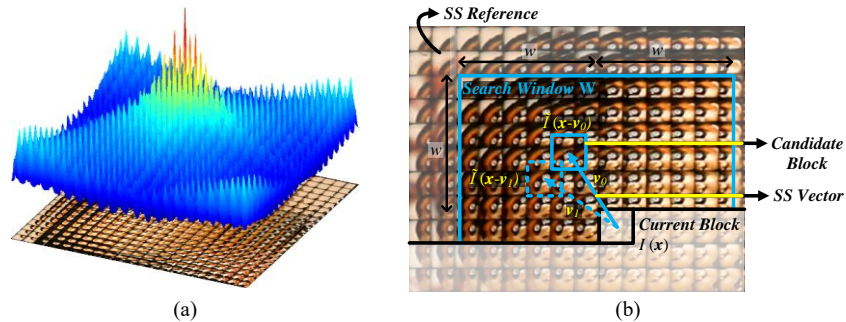 SS Reference
w
w
Search Window W
w
Ĩ (x-v₀)
Candidate
Block
Ĩ (x-v₁)
v₀
SS Vector
v₁
Current Block
I (x)
(a)
(b)